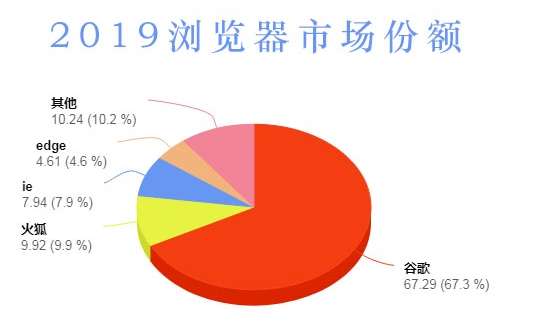 2019浏览器市场份额
其他
10.24 (10.2 %)
edge
4.61 (4.6 %)
ie
7.94 (7.9 %)
火狐
9.92 (9.9 %)
谷歌
67.29 (67.3 %)